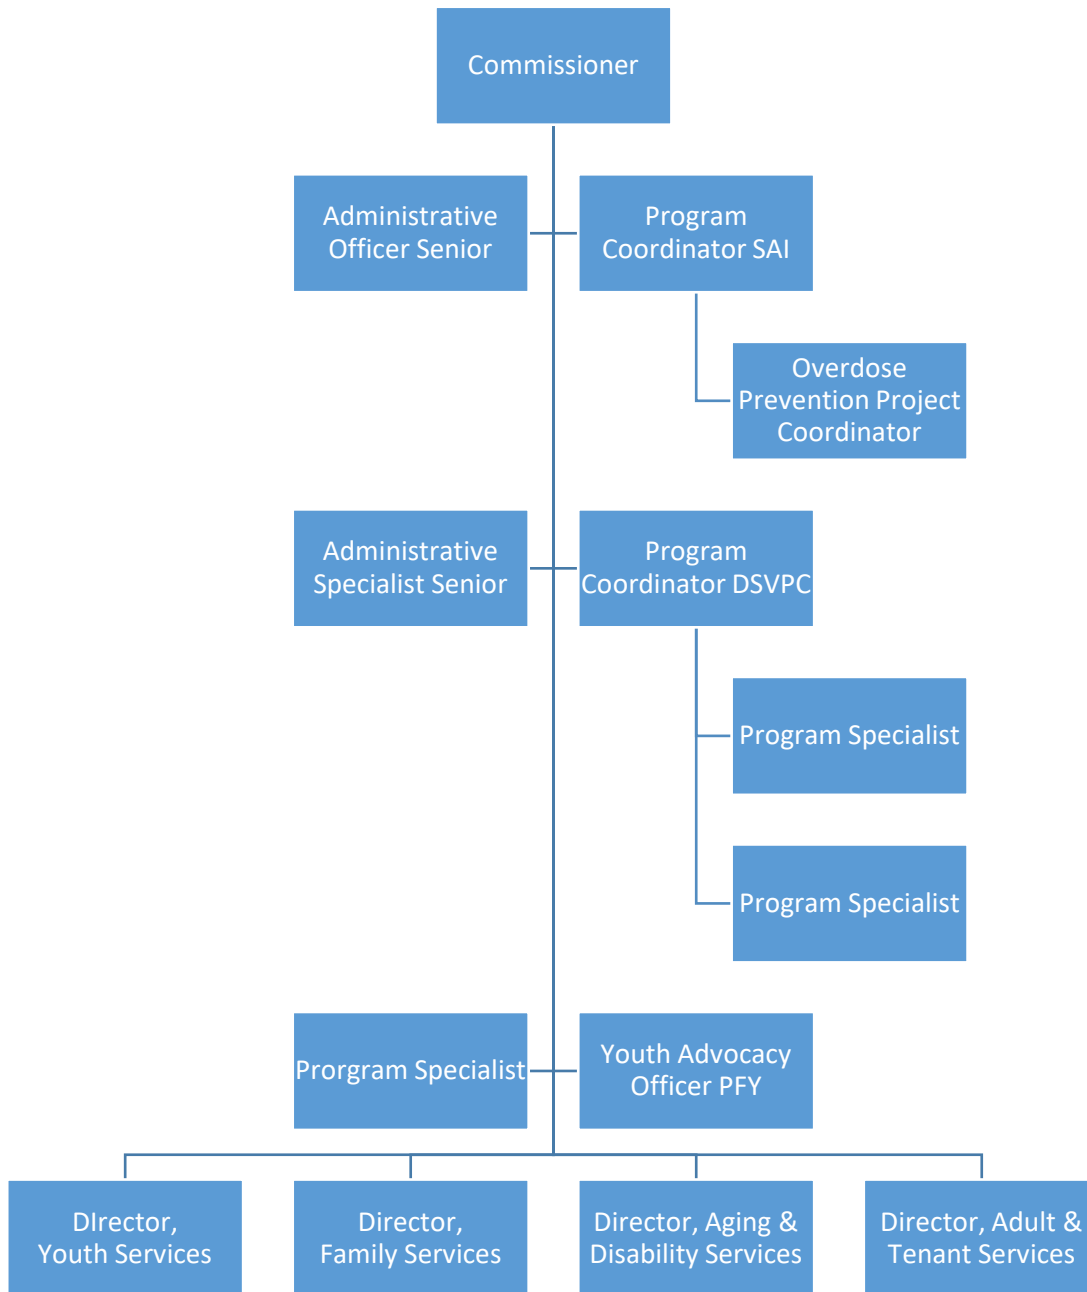 Commissioner
Administrative
Officer Senior
Program
Coordinator SAI
Overdose
Prevention Project
Coordinator
Administrative
Specialist Senior
Program
Coordinator DSVPC
Program Specialist
Program Specialist
Prorgram Specialist
Youth Advocacy
Officer PFY
DIrector,
Youth Services
Director,
Family Services
Director, Aging &
Disability Services
Director, Adult &
Tenant Services